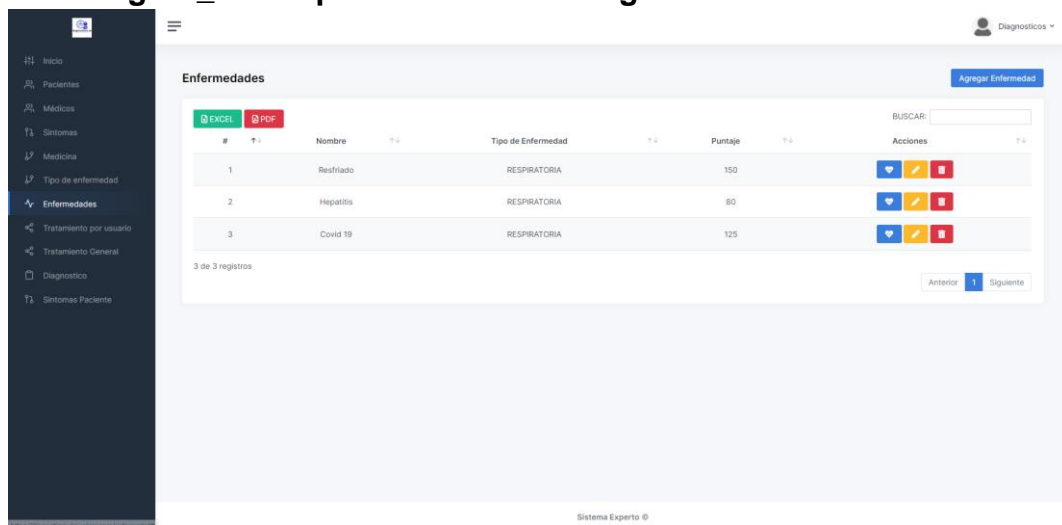 Diagnosticos
Inicio
Pacientes
Médicos
Sintomas
Medicina
Tipo de enfermedad
Enfermedades
Tratamiento por usuario
Tratamiento General
Diagnostico
Sintomas Paciente
Enfermedades
Agregar Enfermedad
EXCEL PDF
BUSCAR:
# Nombre Tipo de Enfermedad Puntaje Acciones
1 Resfriado RESPIRATORIA 150
2 Hepatitis RESPIRATORIA 80
3 Covid 19 RESPIRATORIA 125
3 de 3 registros
Anterior 1 Siguiente
Sistema Experto ©